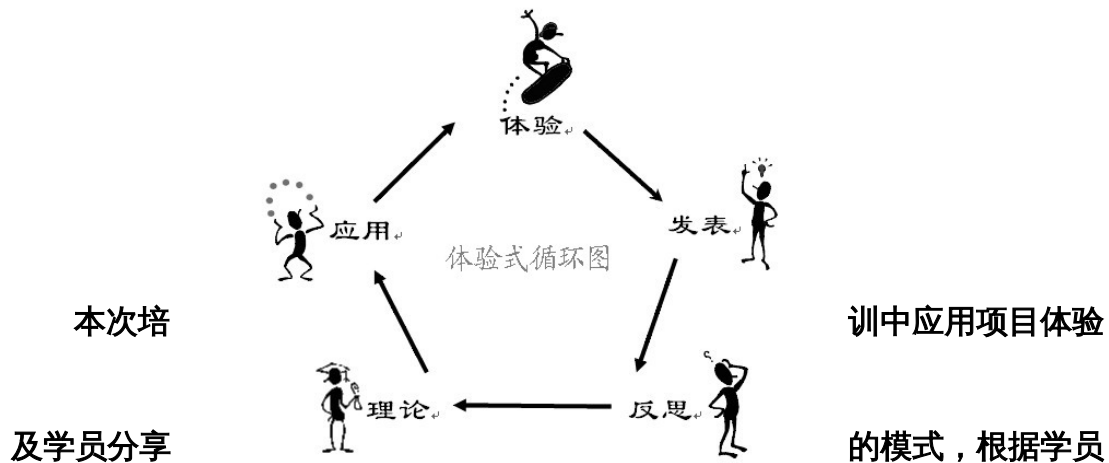 体验
应用
发表
体验式循环图
本次培 训中应用项目体验
理论
反思
及学员分享 的模式，根据学员